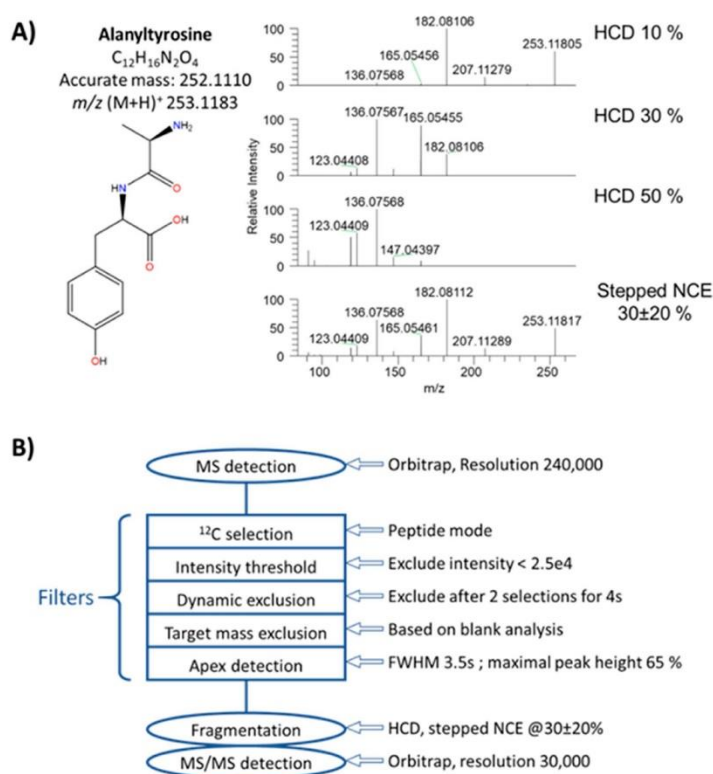 A)
Alanyltyrosine
C₁₂H₁₆N₂O₄
Accurate mass: 252.1110
m/z (M+H)⁺ 253.1183
NH₂
HN
O
OH
O
OH
Relative Intensity
100
50
0
136.07568
165.05456
182.08106
207.11279
253.11805
HCD 10 %
100
50
0
123.04408
136.07567
165.05455
182.08106
HCD 30 %
100
50
0
123.04409
136.07568
147.04397
HCD 50 %
100
50
0
123.04409
136.07568
165.05461
182.08112
207.11289
253.11817
Stepped NCE
30±20 %
100
150
200
250
m/z
B)
MS detection
Orbitrap, Resolution 240,000
Filters
¹²C selection
Peptide mode
Intensity threshold
Exclude intensity < 2.5e4
Dynamic exclusion
Exclude after 2 selections for 4s
Target mass exclusion
Based on blank analysis
Apex detection
FWHM 3.5s ; maximal peak height 65 %
Fragmentation
HCD, stepped NCE @30±20%
MS/MS detection
Orbitrap, resolution 30,000